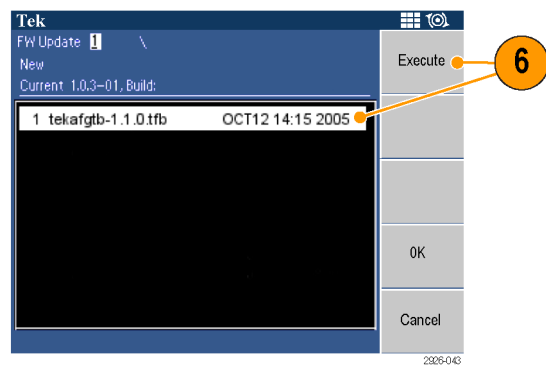 Tek
FW Update 1 \
New
Current 1.0.3-01, Build:
1 tekafgtb-1.1.0.tfb OCT12 14:15 2005
Execute
6
OK
Cancel
2926-043